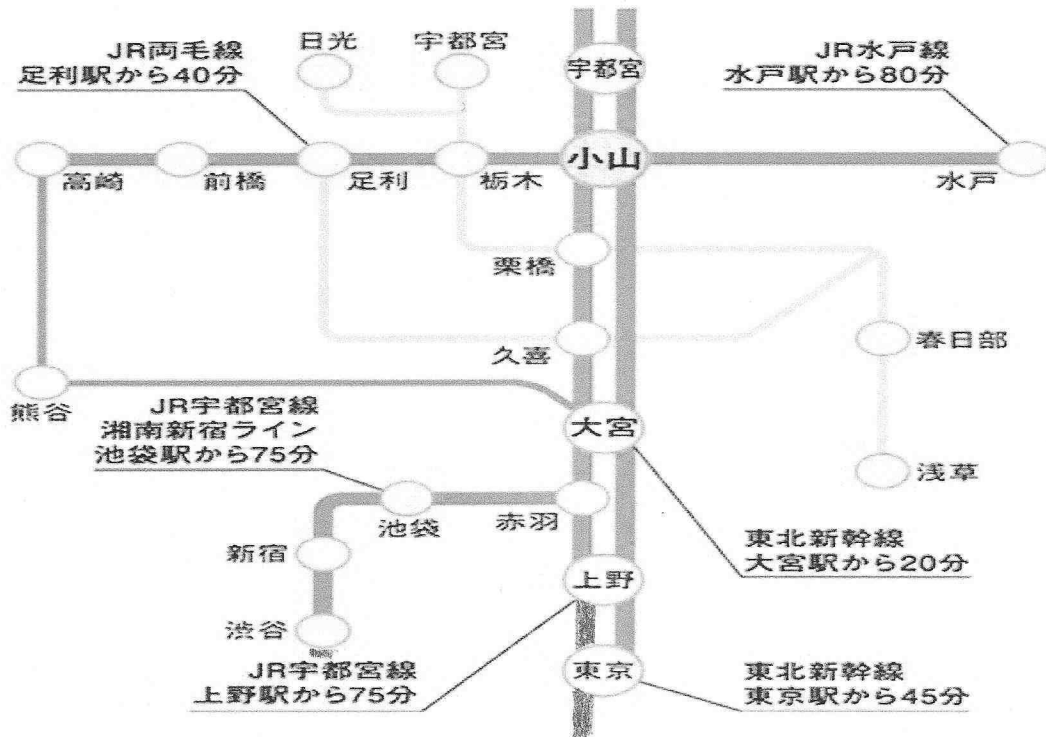 JR両毛線
足利駅から40分
日光
宇都宮
宇都宮
JR水戸線
水戸駅から80分
高崎
前橋
足利
栃木
小山
水戸
栗橋
久喜
春日部
熊谷
JR宇都宮線
湘南新宿ライン
池袋駅から75分
大宮
浅草
池袋
赤羽
新宿
東北新幹線
大宮駅から20分
上野
渋谷
JR宇都宮線
上野駅から75分
東京
東北新幹線
東京駅から45分